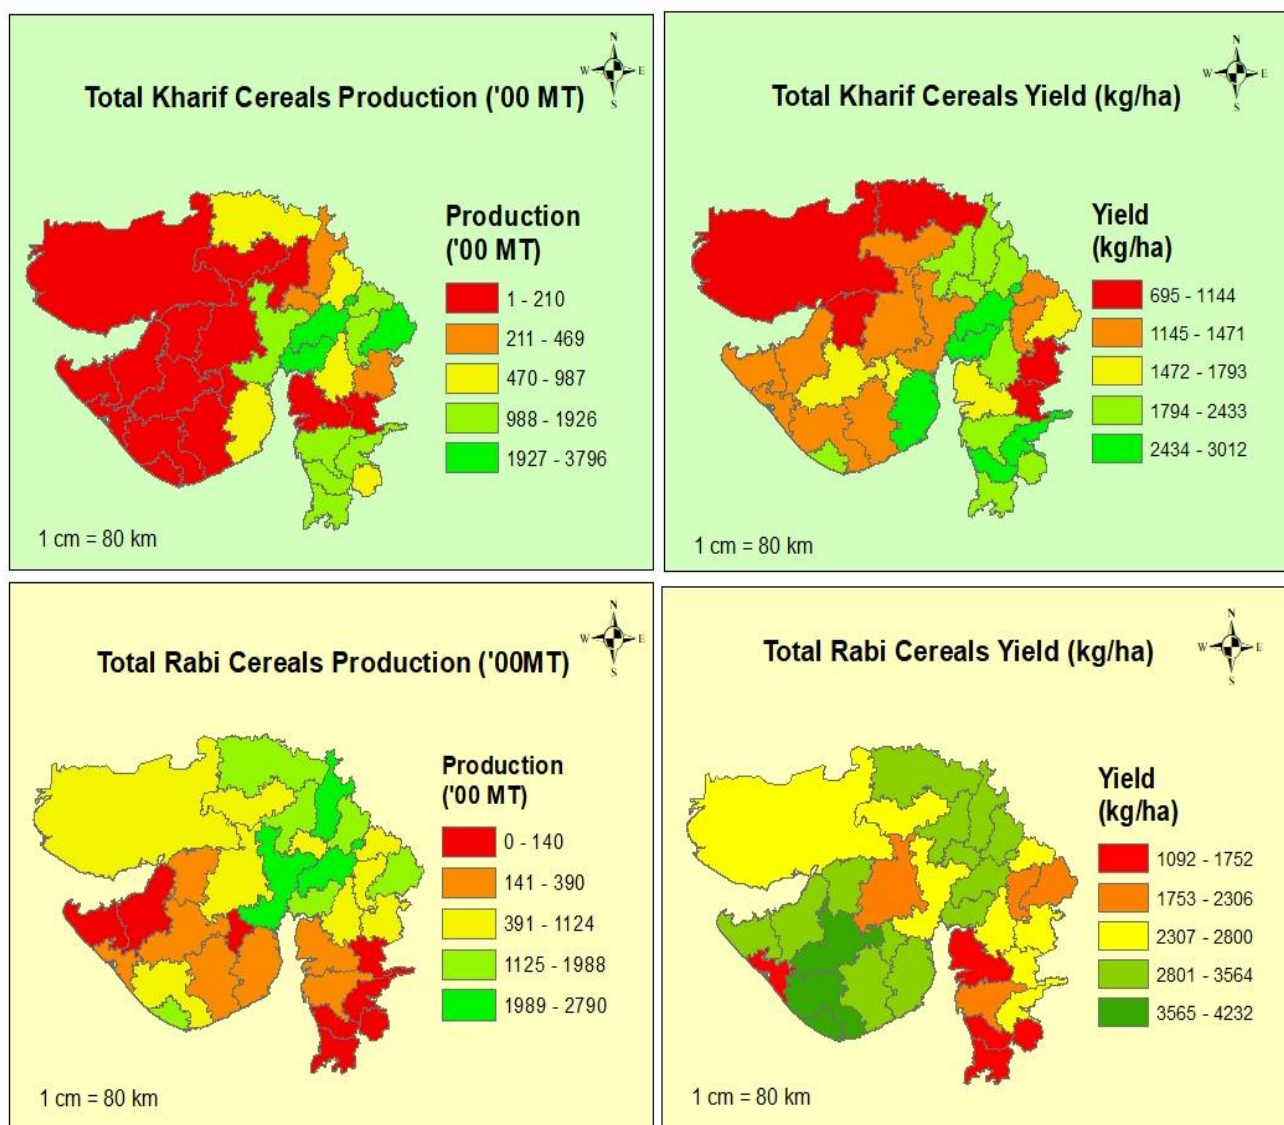 N
W E
S
Total Kharif Cereals Production ('00 MT)
Production
('00 MT)
1 - 210
211 - 469
470 - 987
988 - 1926
1927 - 3796
1 cm = 80 km
N
W E
S
Total Kharif Cereals Yield (kg/ha)
Yield
(kg/ha)
695 - 1144
1145 - 1471
1472 - 1793
1794 - 2433
2434 - 3012
1 cm = 80 km
N
W E
S
Total Rabi Cereals Production ('00MT)
Production
('00 MT)
0 - 140
141 - 390
391 - 1124
1125 - 1988
1989 - 2790
1 cm = 80 km
N
W E
S
Total Rabi Cereals Yield (kg/ha)
Yield
(kg/ha)
1092 - 1752
1753 - 2306
2307 - 2800
2801 - 3564
3565 - 4232
1 cm = 80 km